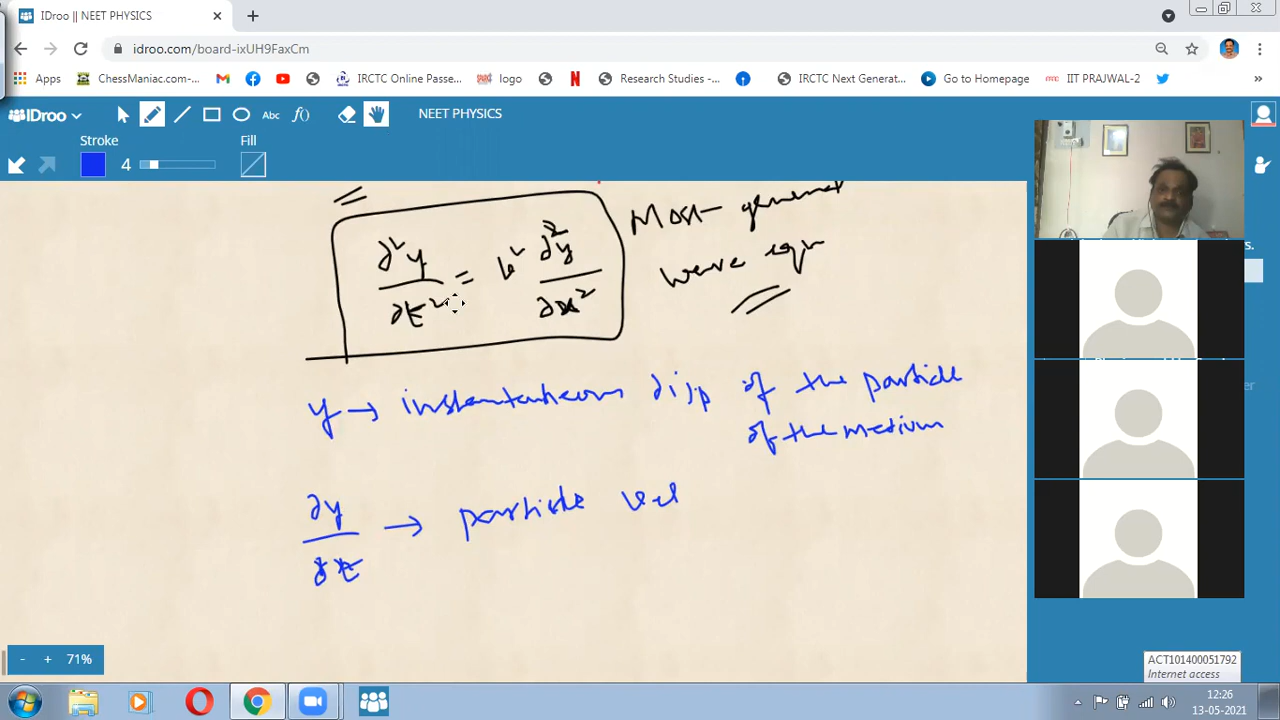 IDroo || NEET PHYSICS
idroo.com/board-ixUH9FaxCm
Apps ChessManiac.com-... IRCTC Online Passe... logo Research Studies -... IRCTC Next Generat... Go to Homepage IIT PRAJWAL-2 »
IDroo Abc f() NEET PHYSICS
Stroke Fill
4
∂²y/∂t² = v² ∂²y/∂x² Most general
wave eqn
y → instantaneous disp of the particle
of the medium
∂y/∂t → particle vel
- + 71%
ACT101400051792
Internet access
12:26
13-05-2021